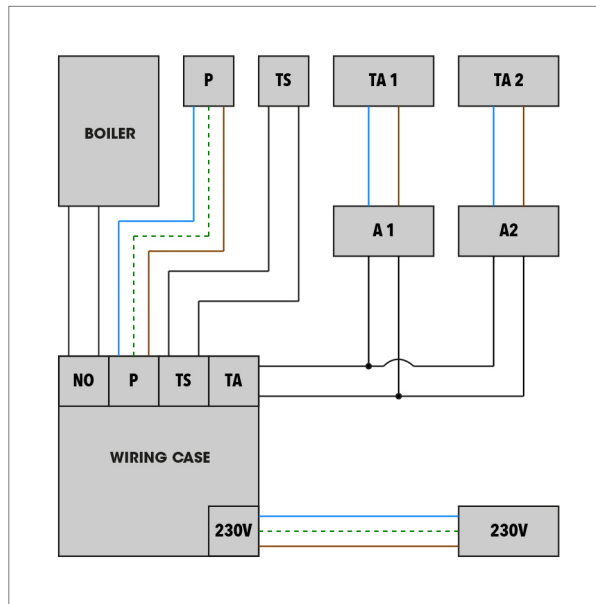 P
TS
TA 1
TA 2
BOILER
A 1
A2
NO
P
TS
TA
WIRING CASE
230V
230V